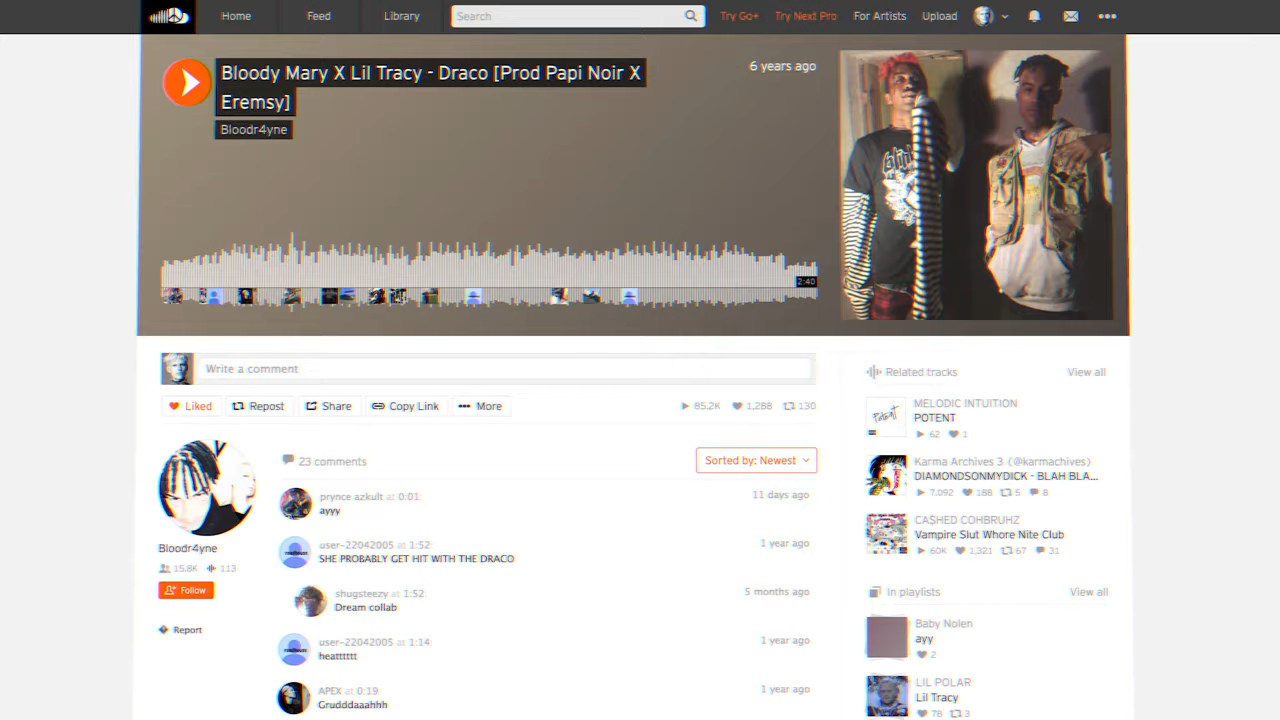 Home
Feed
Library
Search
Try Go+
Try Next Pro
For Artists
Upload
Bloody Mary X Lil Tracy - Draco [Prod Papi Noir X
Eremsy]
Bloodr4yne
6 years ago
2:40
Write a comment
Liked
Repost
Share
Copy Link
More
85.2K
1,288
130
Bloodr4yne
15.8K
113
Follow
Report
23 comments
Sorted by: Newest
prynce azkult at 0:01:
11 days ago
ayyy
user-22042005 at 1:52:
1 year ago
SHE PROBABLY GET HIT WITH THE DRACO
shugsteezy at 1:52:
5 months ago
Dream collab
user-22042005 at 1:14:
1 year ago
heatttttt
APEX at 0:19:
1 year ago
Grudddaaahhh
Related tracks
View all
MELODIC INTUITION
POTENT
62
1
Karma Archives 3 (@karmachives)
DIAMONDSONMYDICK - BLAH BLA...
7,092
188
5
8
CA$HED COHBRUHZ
Vampire Slut Whore Nite Club
60K
1,321
67
31
In playlists
View all
Baby Nolen
ayy
2
LIL POLAR
Lil Tracy
78
3